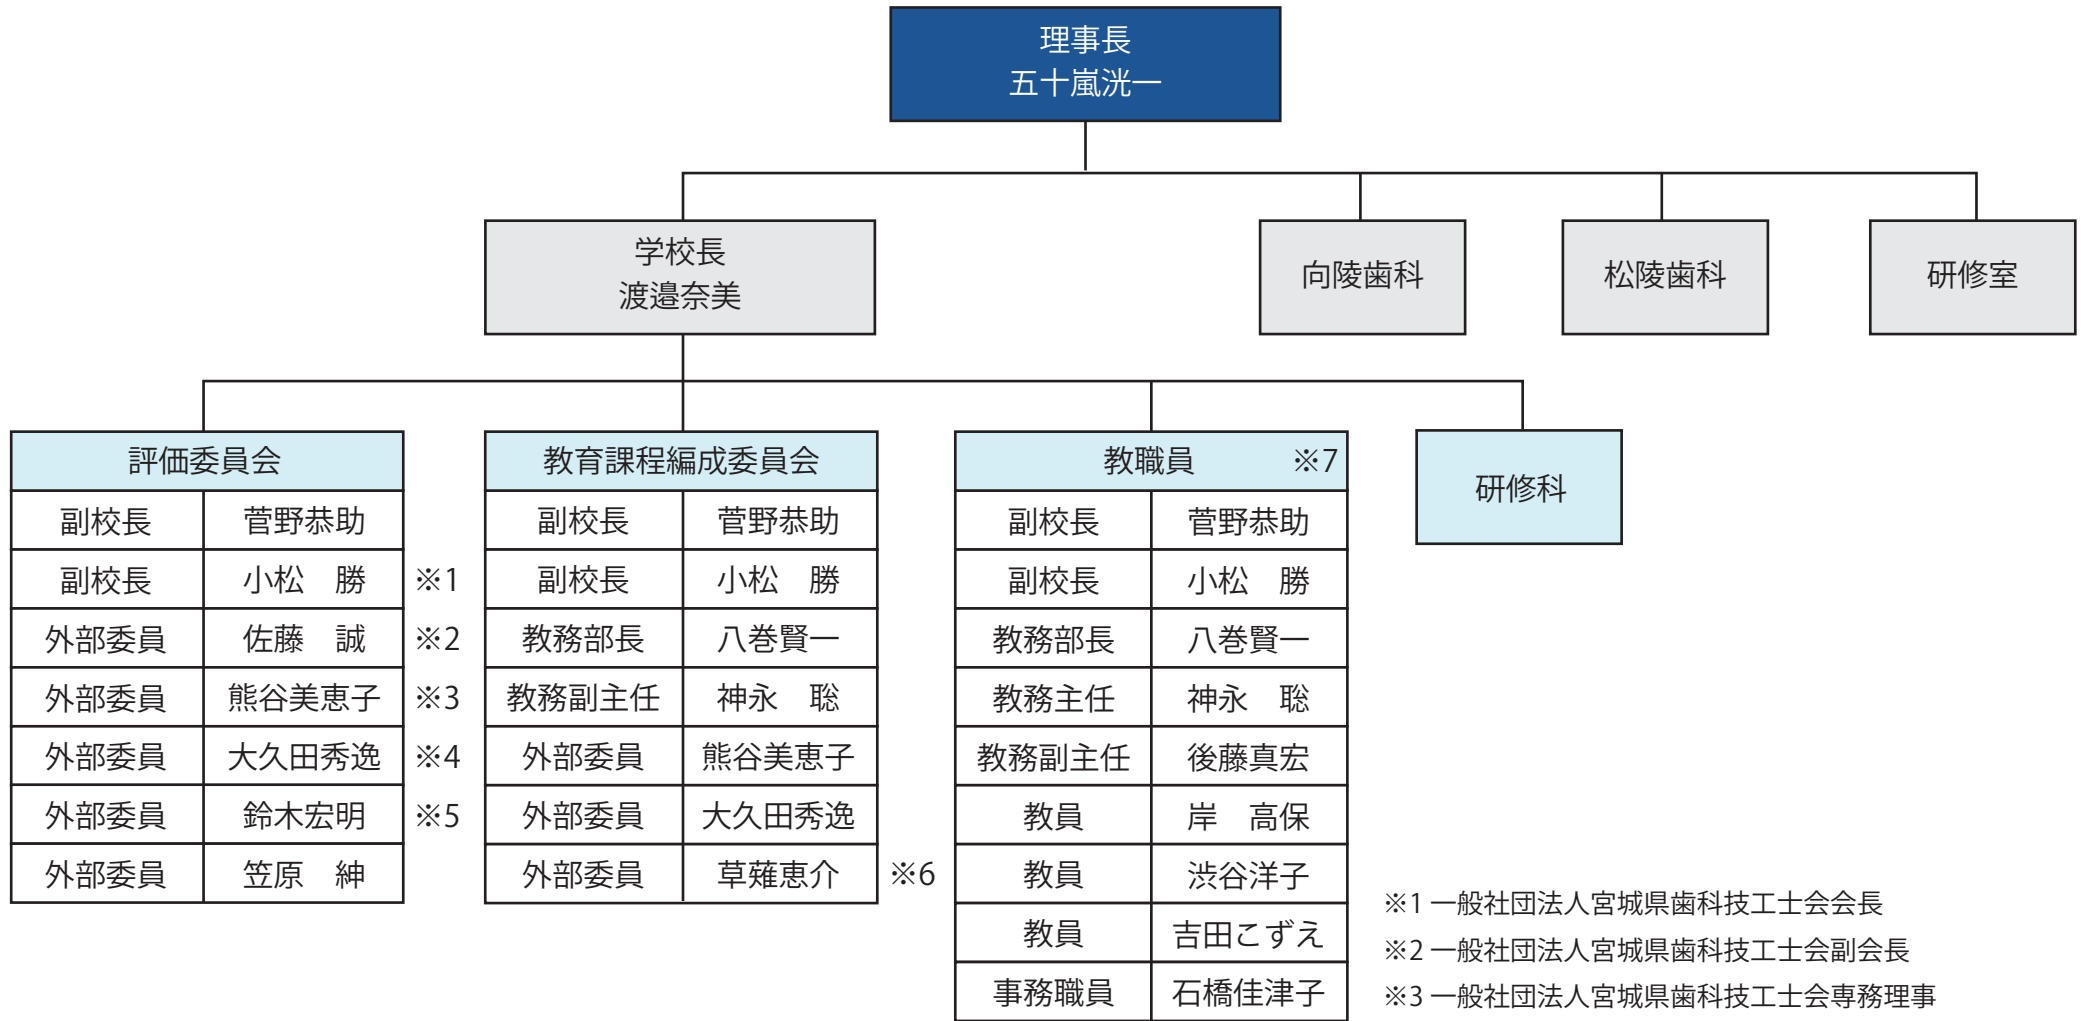 理事長
五十嵐洸一
学校長
渡邉奈美
向陵歯科
松陵歯科
研修室
評価委員会
副校長 菅野恭助
副校長 小松　勝 ※1
外部委員 佐藤　誠 ※2
外部委員 熊谷美恵子 ※3
外部委員 大久田秀逸 ※4
外部委員 鈴木宏明 ※5
外部委員 笠原　紳
教育課程編成委員会
副校長 菅野恭助
副校長 小松　勝
教務部長 八巻賢一
教務副主任 神永　聡
外部委員 熊谷美恵子
外部委員 大久田秀逸
外部委員 草薙恵介 ※6
教職員 ※7
副校長 菅野恭助
副校長 小松　勝
教務部長 八巻賢一
教務主任 神永　聡
教務副主任 後藤真宏
教員 岸　高保
教員 渋谷洋子
教員 吉田こずえ
事務職員 石橋佳津子
研修科
※1 一般社団法人宮城県歯科技工士会会長
※2 一般社団法人宮城県歯科技工士会副会長
※3 一般社団法人宮城県歯科技工士会専務理事